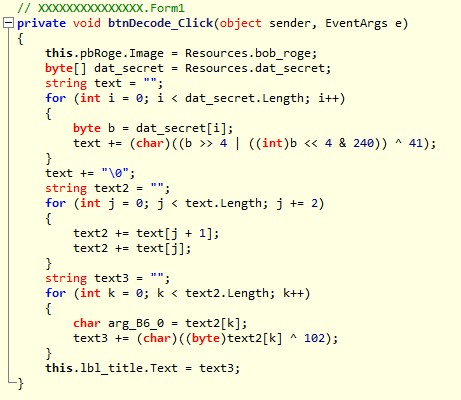 // XXXXXXXXXXXXXXX.Form1
private void btnDecode_Click(object sender, EventArgs e)
{
this.pbRoge.Image = Resources.bob_roge;
byte[] dat_secret = Resources.dat_secret;
string text = "";
for (int i = 0; i < dat_secret.Length; i++)
{
byte b = dat_secret[i];
text += (char)((b >> 4 | ((int)b << 4 & 240)) ^ 41);
}
text += "\0";
string text2 = "";
for (int j = 0; j < text.Length; j += 2)
{
text2 += text[j + 1];
text2 += text[j];
}
string text3 = "";
for (int k = 0; k < text2.Length; k++)
{
char arg_B6_0 = text2[k];
text3 += (char)((byte)text2[k] ^ 102);
}
this.lbl_title.Text = text3;
}